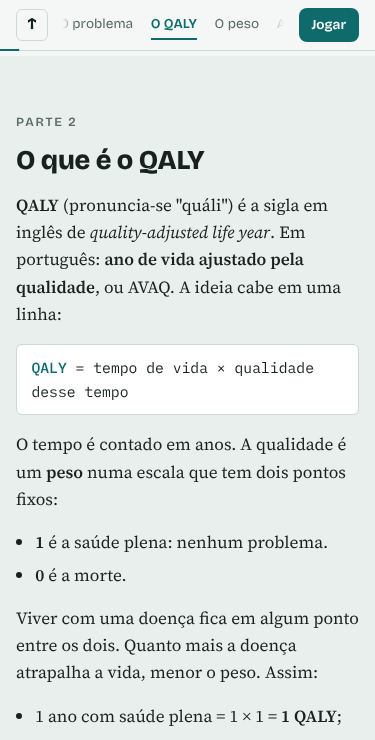 ↑ O problema O QALY O peso A Jogar
PARTE 2
O que é o QALY
QALY (pronuncia-se "quáli") é a sigla em
inglês de quality-adjusted life year. Em
português: ano de vida ajustado pela
qualidade, ou AVAQ. A ideia cabe em uma
linha:
QALY = tempo de vida × qualidade
desse tempo
O tempo é contado em anos. A qualidade é
um peso numa escala que tem dois pontos
fixos:
• 1 é a saúde plena: nenhum problema.
• 0 é a morte.
Viver com uma doença fica em algum ponto
entre os dois. Quanto mais a doença
atrapalha a vida, menor o peso. Assim:
• 1 ano com saúde plena = 1 × 1 = 1 QALY;